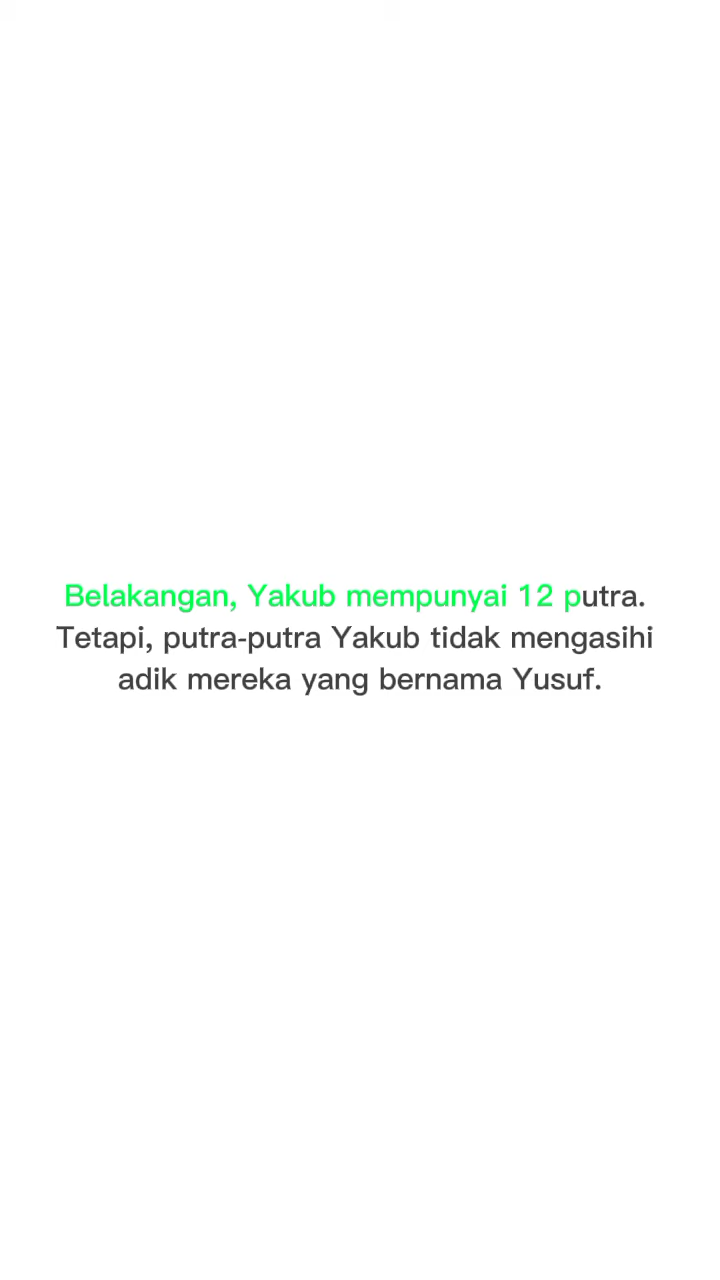 Belakangan, Yakub mempunyai 12 putra.
Tetapi, putra-putra Yakub tidak mengasihi
adik mereka yang bernama Yusuf.